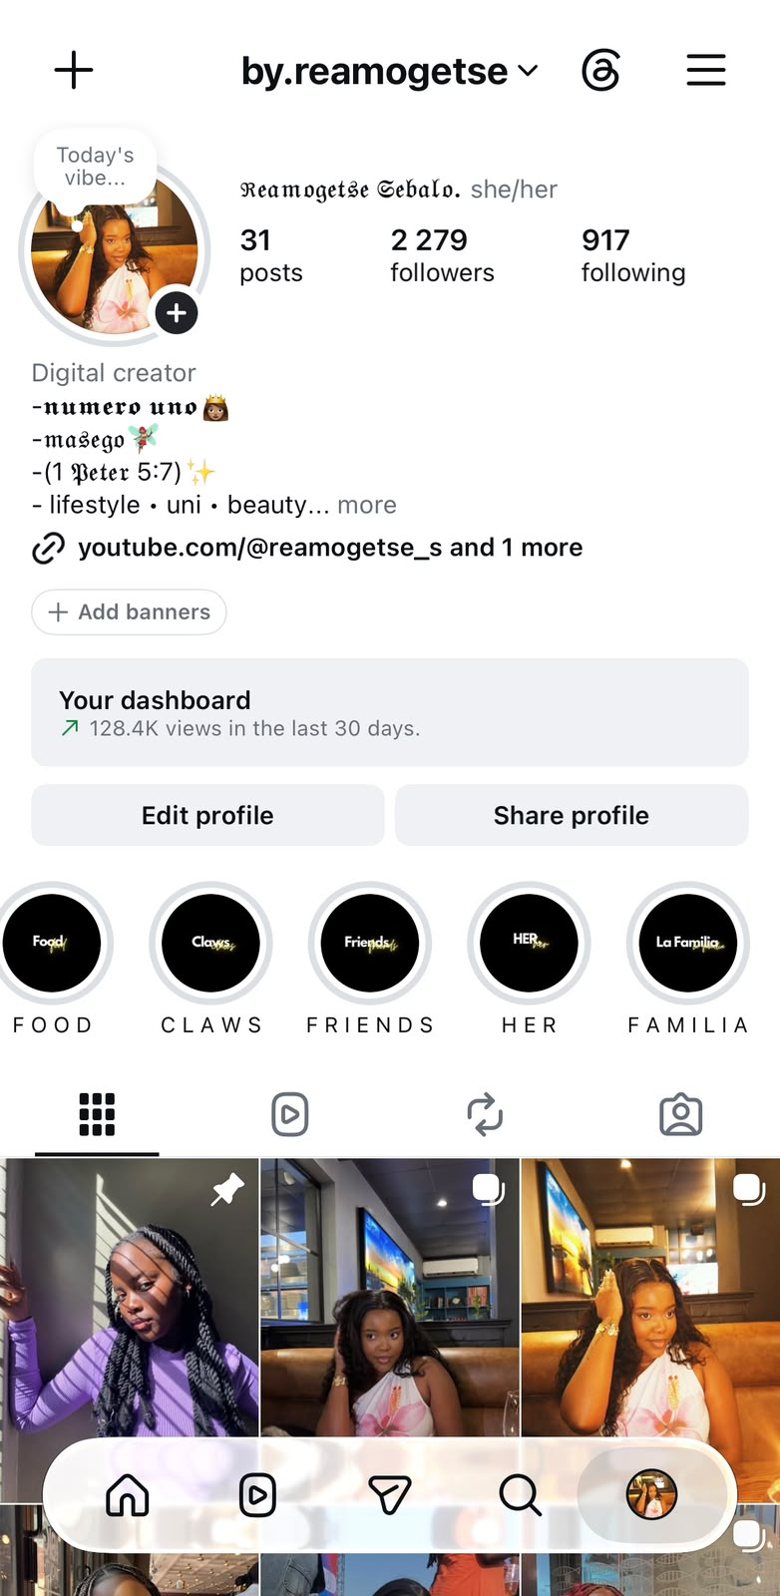 by.reamogetse
Today's
vibe...
𝕽𝖊𝖆𝖒𝖔𝖌𝖊𝖙𝖘𝖊 𝕾𝖊𝖇𝖆𝖑𝖔. she/her
31 2 279 917
posts followers following
Digital creator
-𝖓𝖚𝖒𝖊𝖗𝖔 𝖚𝖓𝖔👸🏽
-𝔪𝔞𝔰𝔢𝔤𝔬🧚🏽‍♀️
-(1 𝔓𝔢𝔱𝔢𝔯 5:7)✨
- lifestyle • uni • beauty... more
youtube.com/@reamogetse_s and 1 more
+ Add banners
Your dashboard
128.4K views in the last 30 days.
Edit profile Share profile
Food Claws Friends HER La Familia
FOOD CLAWS FRIENDS HER FAMILIA